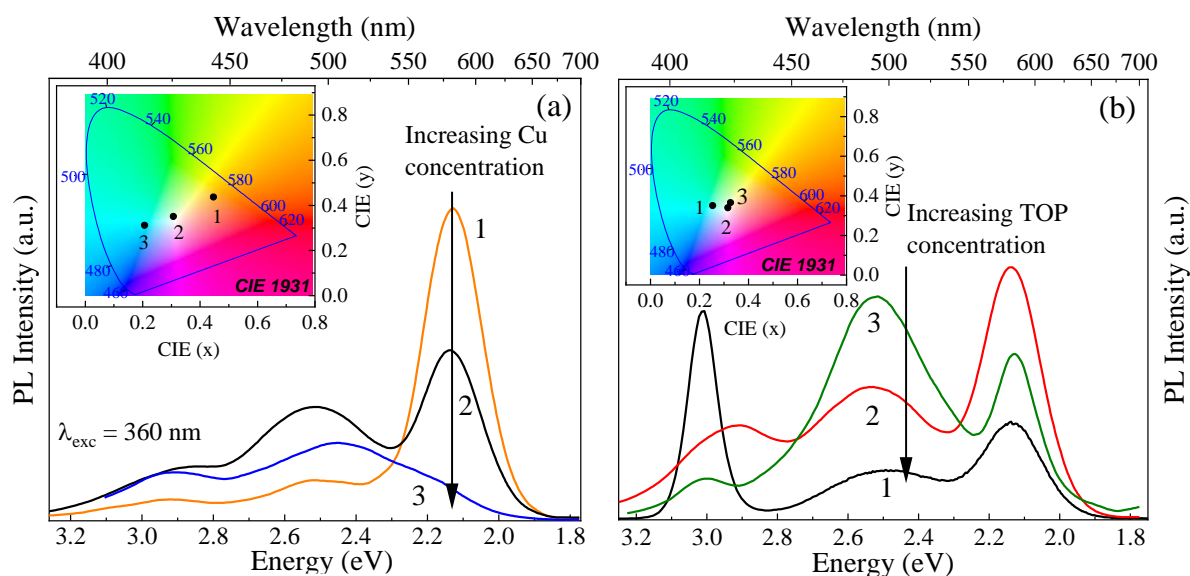 Wavelength (nm)
400 450 500 550 600 650 700
(a)
Increasing Cu
concentration
520
540
560
500
580
600
620
480
460
1
2
3
CIE 1931
0.8
0.6
0.4
0.2
0.0
CIE (y)
0.0 0.2 0.4 0.6 0.8
CIE (x)
1
2
3
λexc = 360 nm
PL Intensity (a.u.)
3.2 3.0 2.8 2.6 2.4 2.2 2.0 1.8
Energy (eV)
Wavelength (nm)
400 450 500 550 600 650 700
(b)
Increasing TOP
concentration
520
540
560
500
580
600
620
480
460
1
2
3
CIE 1931
0.8
0.6
0.4
0.2
0.0
CIE (y)
0.0 0.2 0.4 0.6 0.8
CIE (x)
3
2
1
PL Intensity (a.u.)
3.2 3.0 2.8 2.6 2.4 2.2 2.0 1.8
Energy (eV)